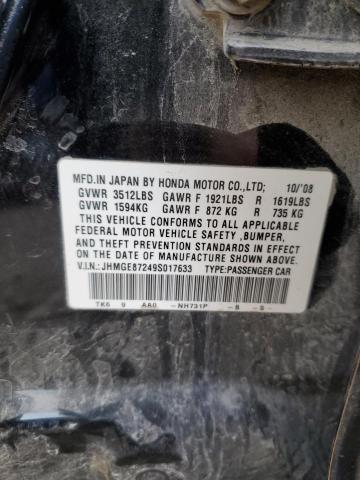 MFD.IN JAPAN BY HONDA MOTOR CO.,LTD; 10/'08
GVWR 3512LBS GAWR F 1921LBS R 1619LBS
GVWR 1594KG GAWR F 872 KG R 735 KG
THIS VEHICLE CONFORMS TO ALL APPLICABLE
FEDERAL MOTOR VEHICLE SAFETY ,BUMPER,
AND THEFT PREVENTION STANDARDS IN EFFECT
ON THE DATE OF MANUFACTURE SHOWN ABOVE.
V.I.N.: JHMGE87249S017633 TYPE:PASSENGER CAR
TK6 9 AA0 -NH731P -B -S-